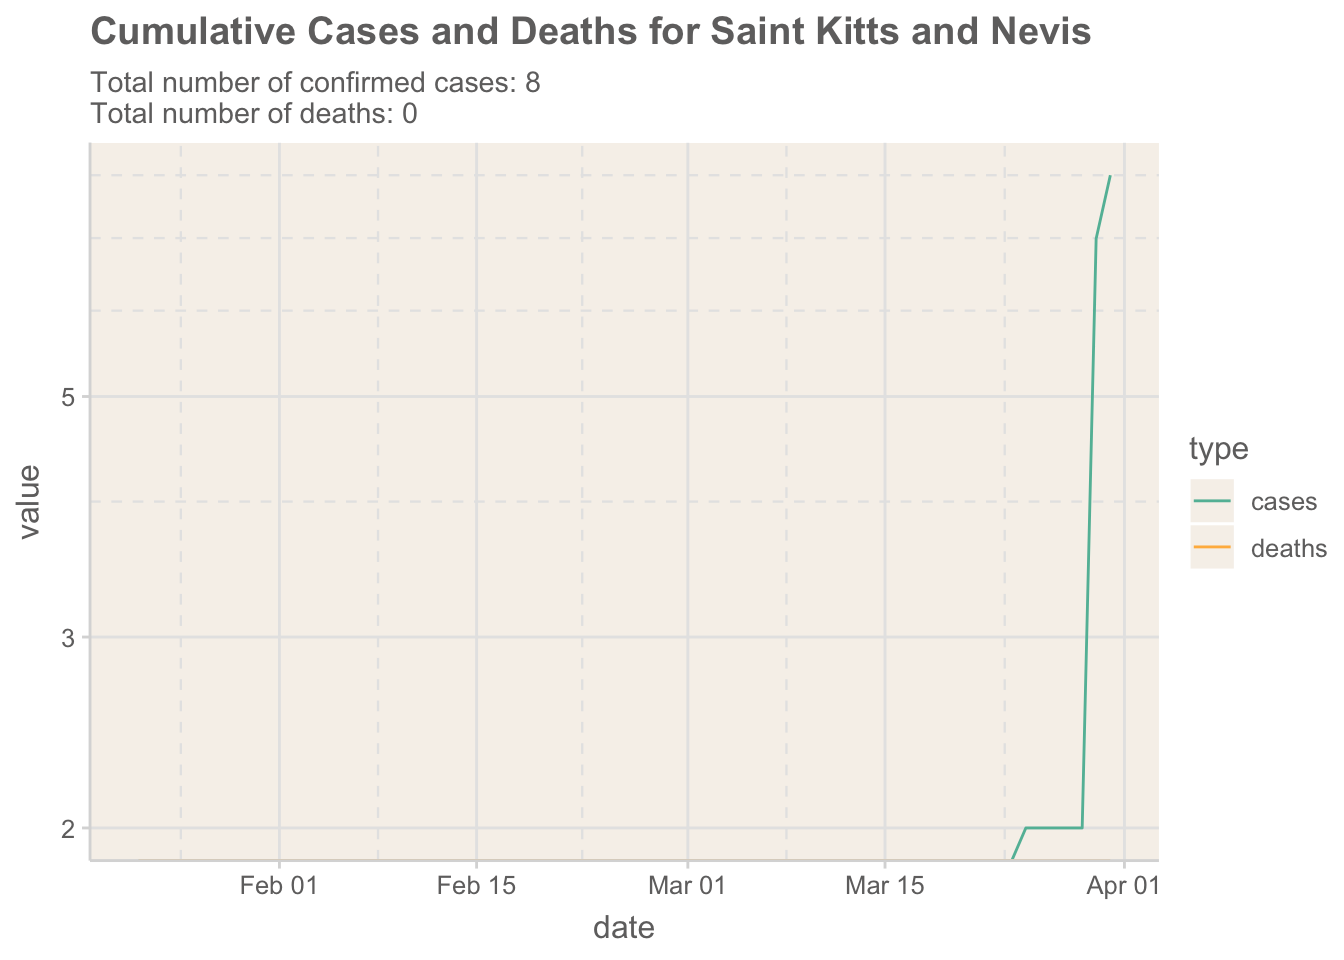 Cumulative Cases and Deaths for Saint Kitts and Nevis
Total number of confirmed cases: 8
Total number of deaths: 0
value
5
3
2
Feb 01
Feb 15
Mar 01
Mar 15
Apr 01
date
type
cases
deaths